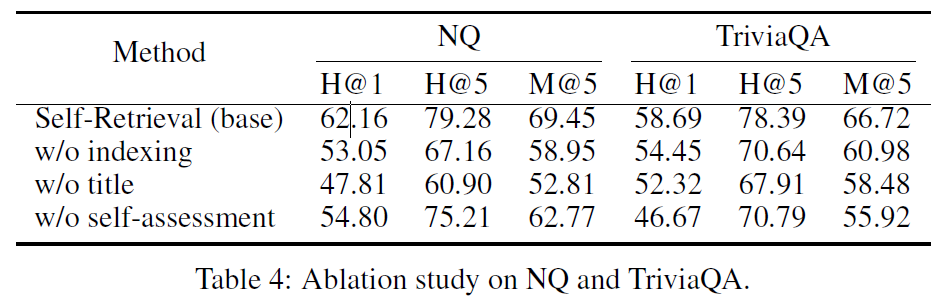 Method NQ TriviaQA
H@1 H@5 M@5 H@1 H@5 M@5
Self-Retrieval (base) 62.16 79.28 69.45 58.69 78.39 66.72
w/o indexing 53.05 67.16 58.95 54.45 70.64 60.98
w/o title 47.81 60.90 52.81 52.32 67.91 58.48
w/o self-assessment 54.80 75.21 62.77 46.67 70.79 55.92
Table 4: Ablation study on NQ and TriviaQA.